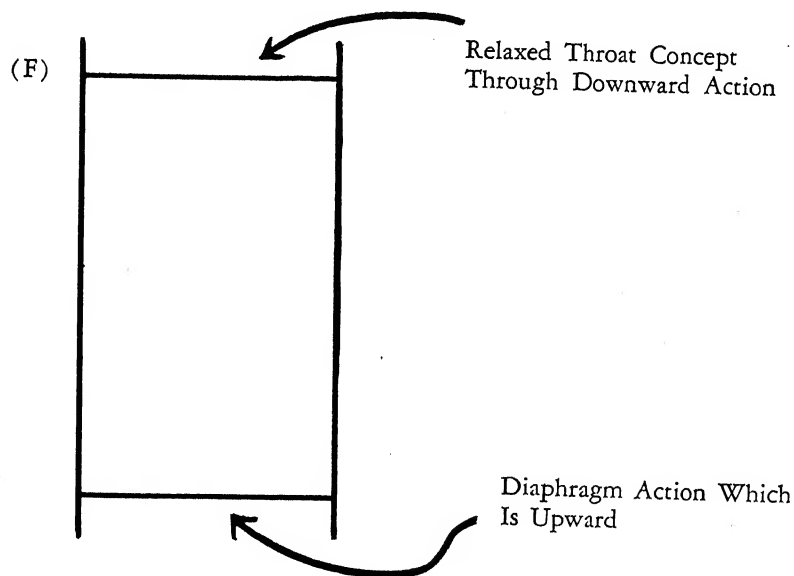 (F)
Relaxed Throat Concept
Through Downward Action
Diaphragm Action Which
Is Upward